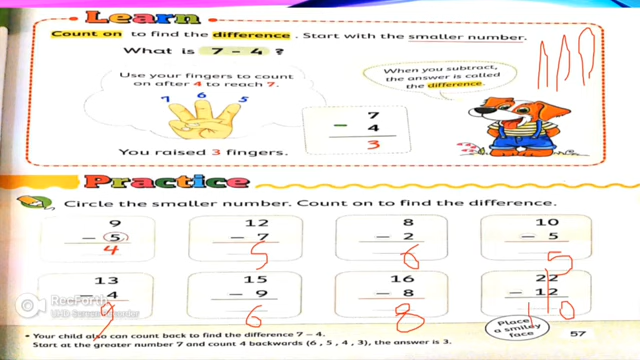 Learn
Count on to find the difference. Start with the smaller number.
What is 7 - 4 ?
Use your fingers to count
on after 4 to reach 7.
7 6 5
You raised 3 fingers.
7
- 4
3
When you subtract,
the answer is called
the difference.
Practice
Circle the smaller number. Count on to find the difference.
9 12 8 10
- 5 - 7 - 2 - 5
4 5 6 5
13 15 16 22
- 4 - 9 - 8 - 12
9 6 8 10
RecForth
UHD-Screen Recorder
Place
a smiley
face
57
• Your child also can count back to find the difference 7 - 4.
Start at the greater number 7 and count 4 backwards (6, 5, 4, 3), the answer is 3.